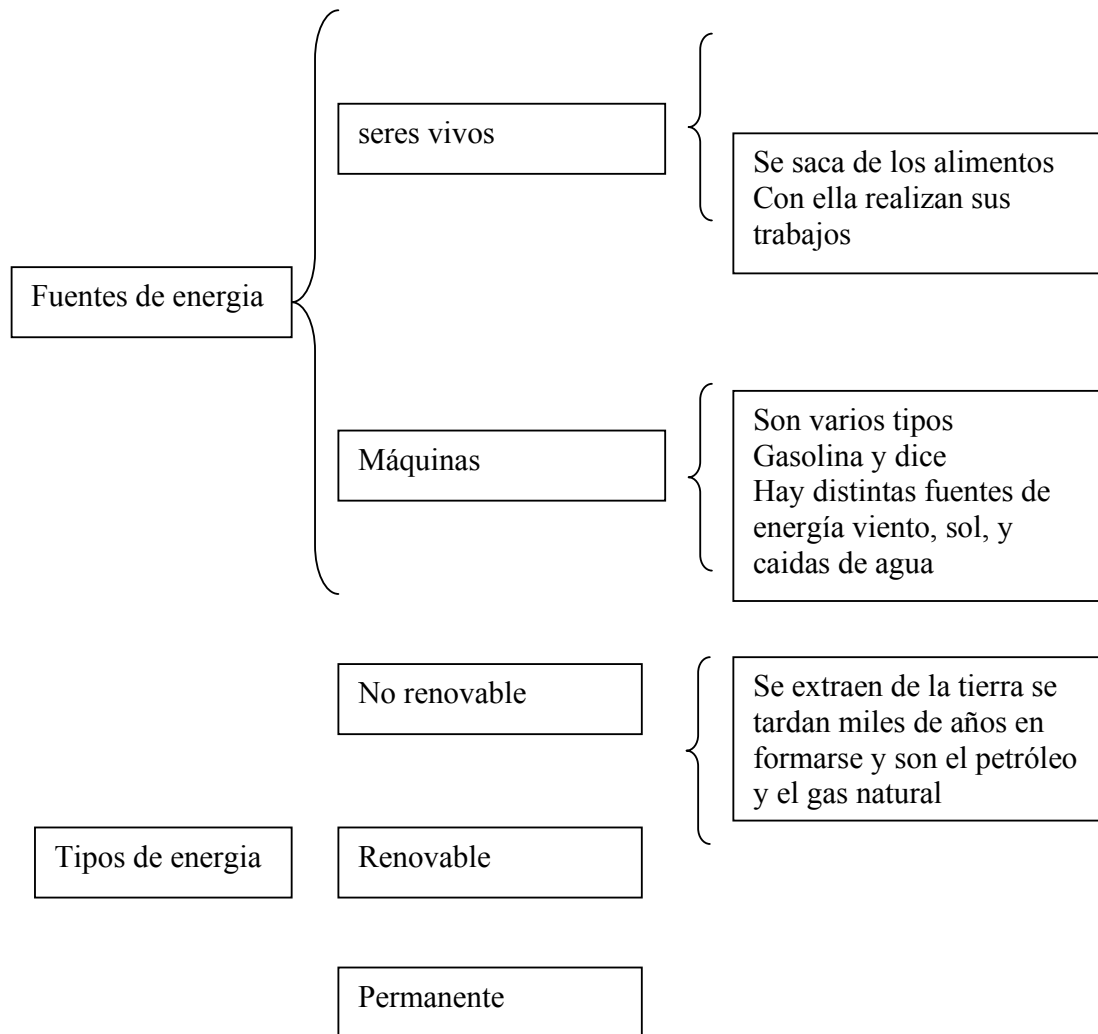 seres vivos
Se saca de los alimentos
Con ella realizan sus
trabajos
Fuentes de energia
Máquinas
Son varios tipos
Gasolina y dice
Hay distintas fuentes de
energía viento, sol, y
caidas de agua
No renovable
Se extraen de la tierra se
tardan miles de años en
formarse y son el petróleo
y el gas natural
Tipos de energia
Renovable
Permanente